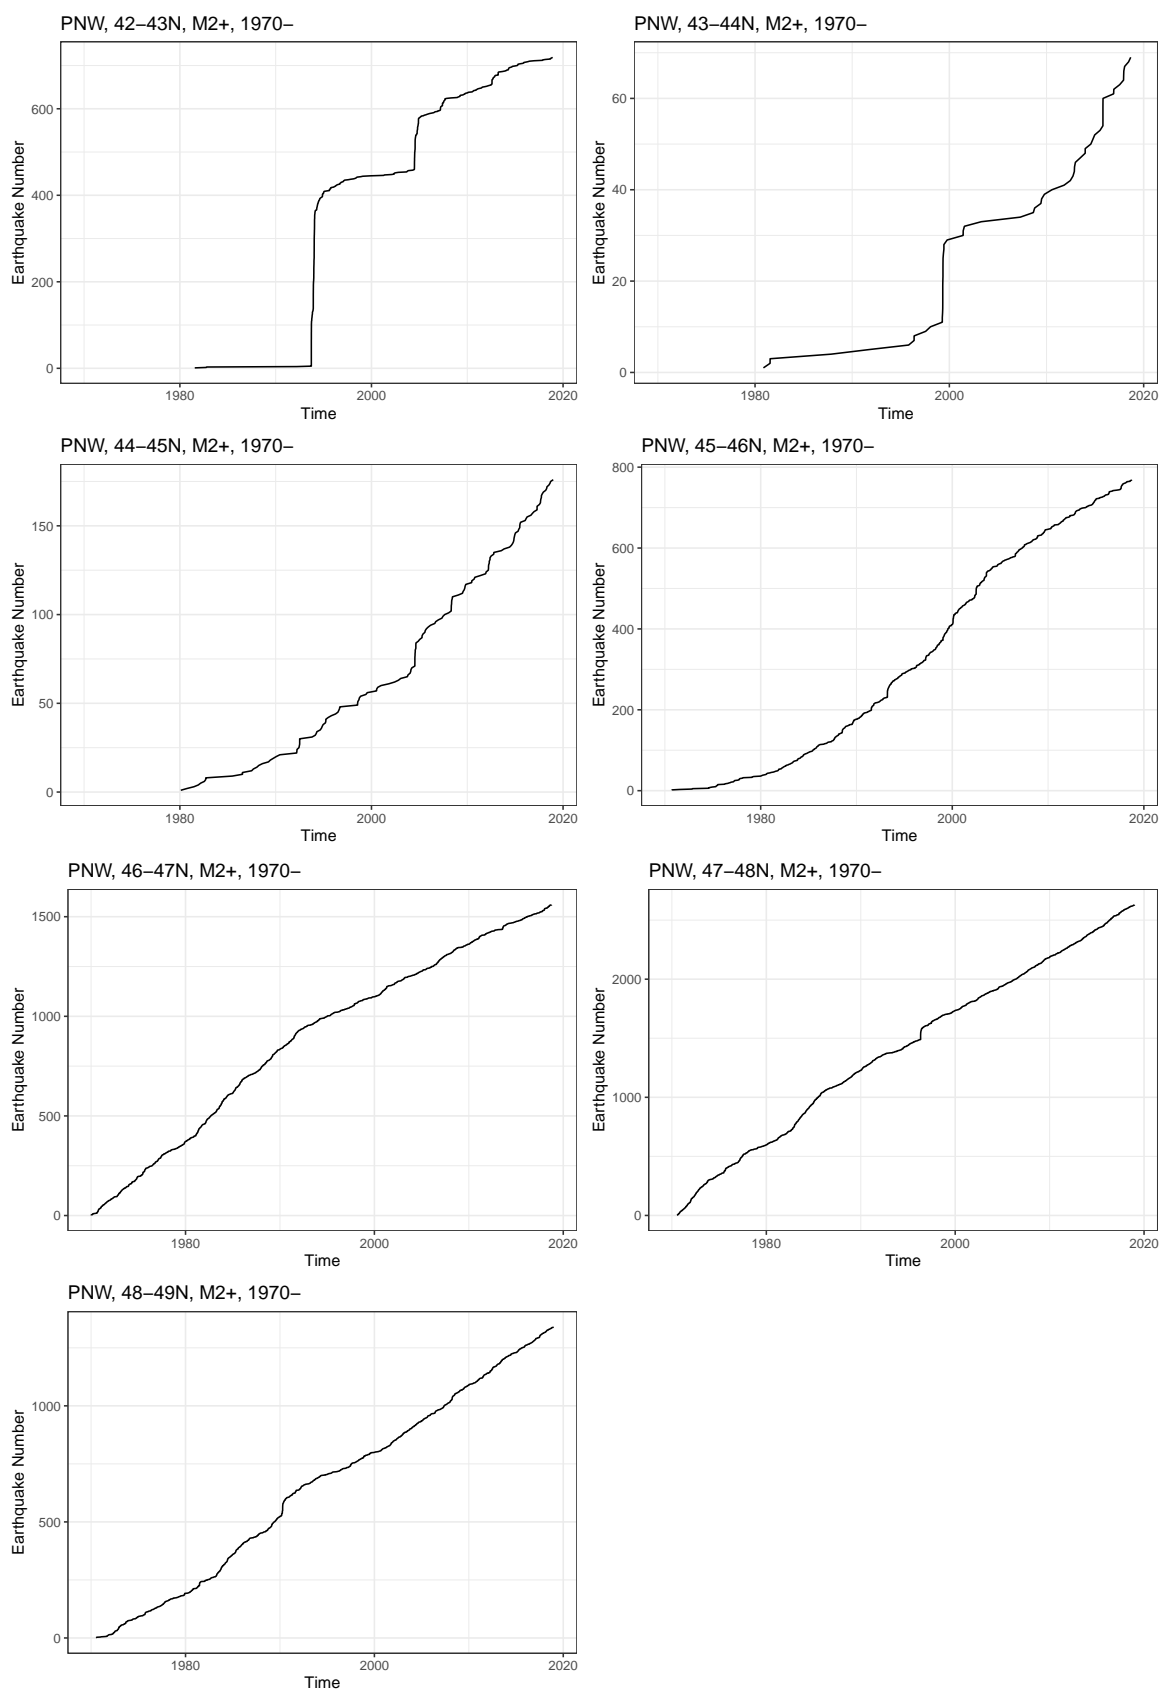 PNW, 42−43N, M2+, 1970−
Earthquake Number
600
400
200
0
1980
2000
2020
Time
PNW, 43−44N, M2+, 1970−
Earthquake Number
60
40
20
0
1980
2000
2020
Time
PNW, 44−45N, M2+, 1970−
Earthquake Number
150
100
50
0
1980
2000
2020
Time
PNW, 45−46N, M2+, 1970−
Earthquake Number
800
600
400
200
0
1980
2000
2020
Time
PNW, 46−47N, M2+, 1970−
Earthquake Number
1500
1000
500
0
1980
2000
2020
Time
PNW, 47−48N, M2+, 1970−
Earthquake Number
2000
1000
0
1980
2000
2020
Time
PNW, 48−49N, M2+, 1970−
Earthquake Number
1000
500
0
1980
2000
2020
Time